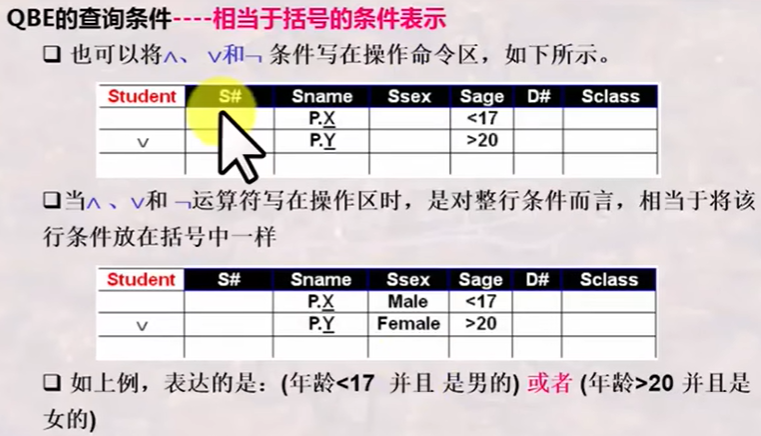 QBE的查询条件----相当于括号的条件表示
❑ 也可以将∧、∨和¬ 条件写在操作命令区，如下所示。
Student S# Sname Ssex Sage D# Sclass
P.X <17
∨ P.Y >20
❑当∧ 、∨和 ¬运算符写在操作区时，是对整行条件而言，相当于将该
行条件放在括号中一样
Student S# Sname Ssex Sage D# Sclass
P.X Male <17
∨ P.Y Female >20
❑ 如上例，表达的是：(年龄<17 并且 是男的) 或者 (年龄>20 并且是
女的)